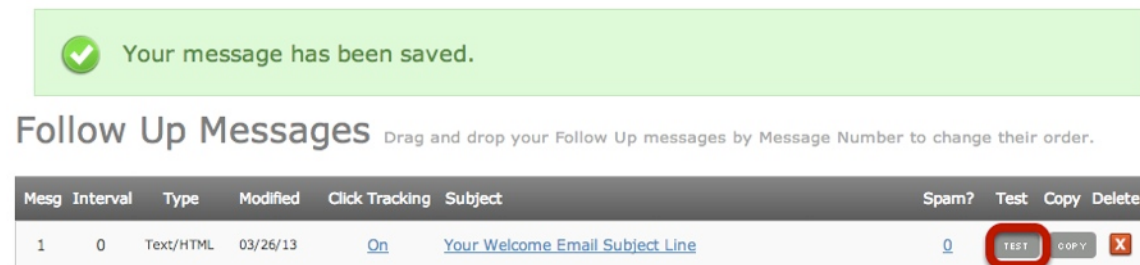 Your message has been saved.
Follow Up Messages Drag and drop your Follow Up messages by Message Number to change their order.
Mesg Interval Type Modified Click Tracking Subject Spam? Test Copy Delete
1 0 Text/HTML 03/26/13 On Your Welcome Email Subject Line 0 TEST COPY X